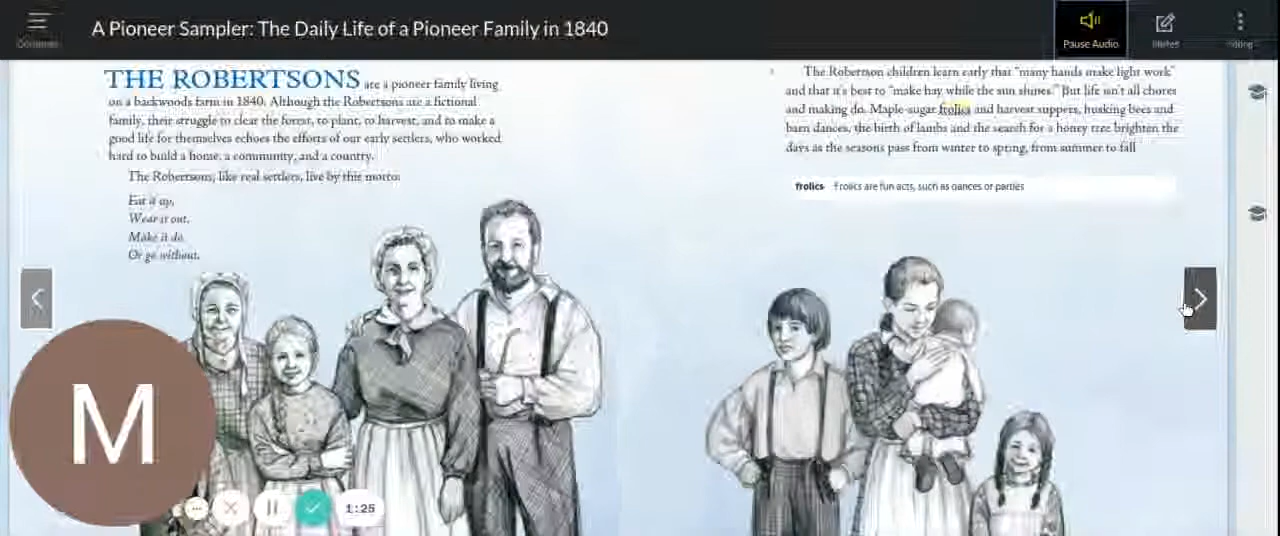 A Pioneer Sampler: The Daily Life of a Pioneer Family in 1840
Pause Audio
Notes
THE ROBERTSONS are a pioneer family living
on a backwoods farm in 1840. Although the Robertsons are a fictional
family, their struggle to clear the forest, to plant, to harvest, and to make a
good life for themselves echoes the efforts of our early settlers, who worked
hard to build a home, a community, and a country.
The Robertsons, like real settlers, live by this motto:
Eat it up,
Wear it out,
Make it do,
Or go without.
The Robertson children learn early that "many hands make light work"
and that it's best to "make hay while the sun shines." But life isn't all chores
and making do. Maple-sugar frolics and harvest suppers, husking bees and
barn dances, the birth of lambs and the search for a honey tree brighten the
days as the seasons pass from winter to spring, from summer to fall
frolics Frolics are fun acts, such as dances or parties
M
1:25